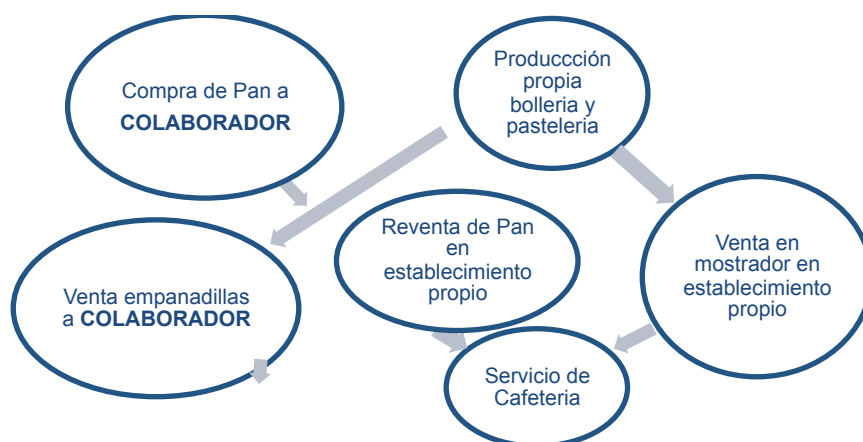 Compra de Pan a
COLABORADOR
Produccción
propia
bolleria y
pasteleria
Reventa de Pan
en
establecimiento
propio
Venta en
mostrador en
establecimiento
propio
Venta empanadillas
a COLABORADOR
Servicio de
Cafeteria